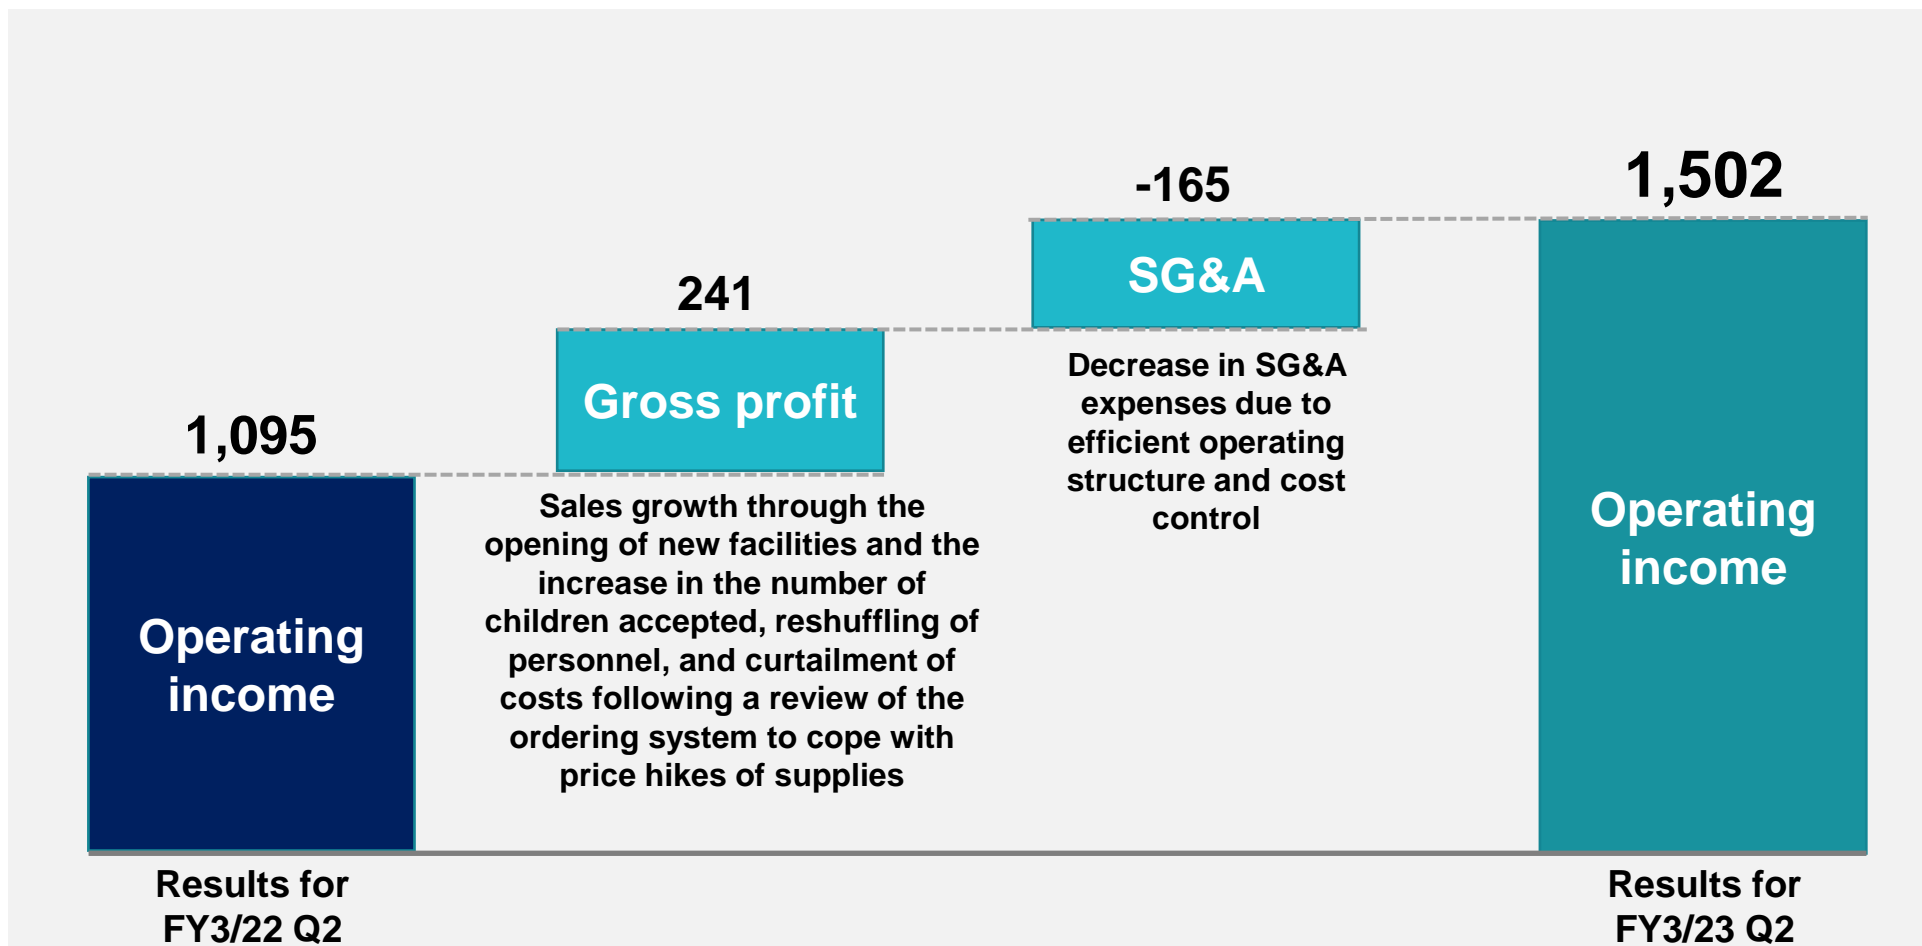 1,095
Operating
income
Results for
FY3/22 Q2
241
Gross profit
Sales growth through the
opening of new facilities and the
increase in the number of
children accepted, reshuffling of
personnel, and curtailment of
costs following a review of the
ordering system to cope with
price hikes of supplies
-165
SG&A
Decrease in SG&A
expenses due to
efficient operating
structure and cost
control
1,502
Operating
income
Results for
FY3/23 Q2